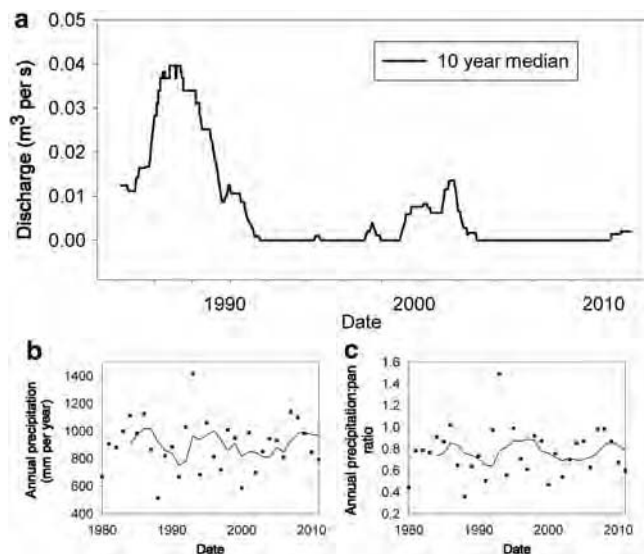 a
0.05
0.04
0.03
0.02
0.01
0.00
Discharge (m³ per s)
10 year median
1990
2000
2010
Date
b
1400
1200
1000
800
600
400
Annual precipitation
(mm per year)
1980
1990
2000
2010
Date
c
1.6
1.4
1.2
1.0
0.8
0.6
0.4
0.2
Annual precipitation:pan
ratio
1980
1990
2000
2010
Date